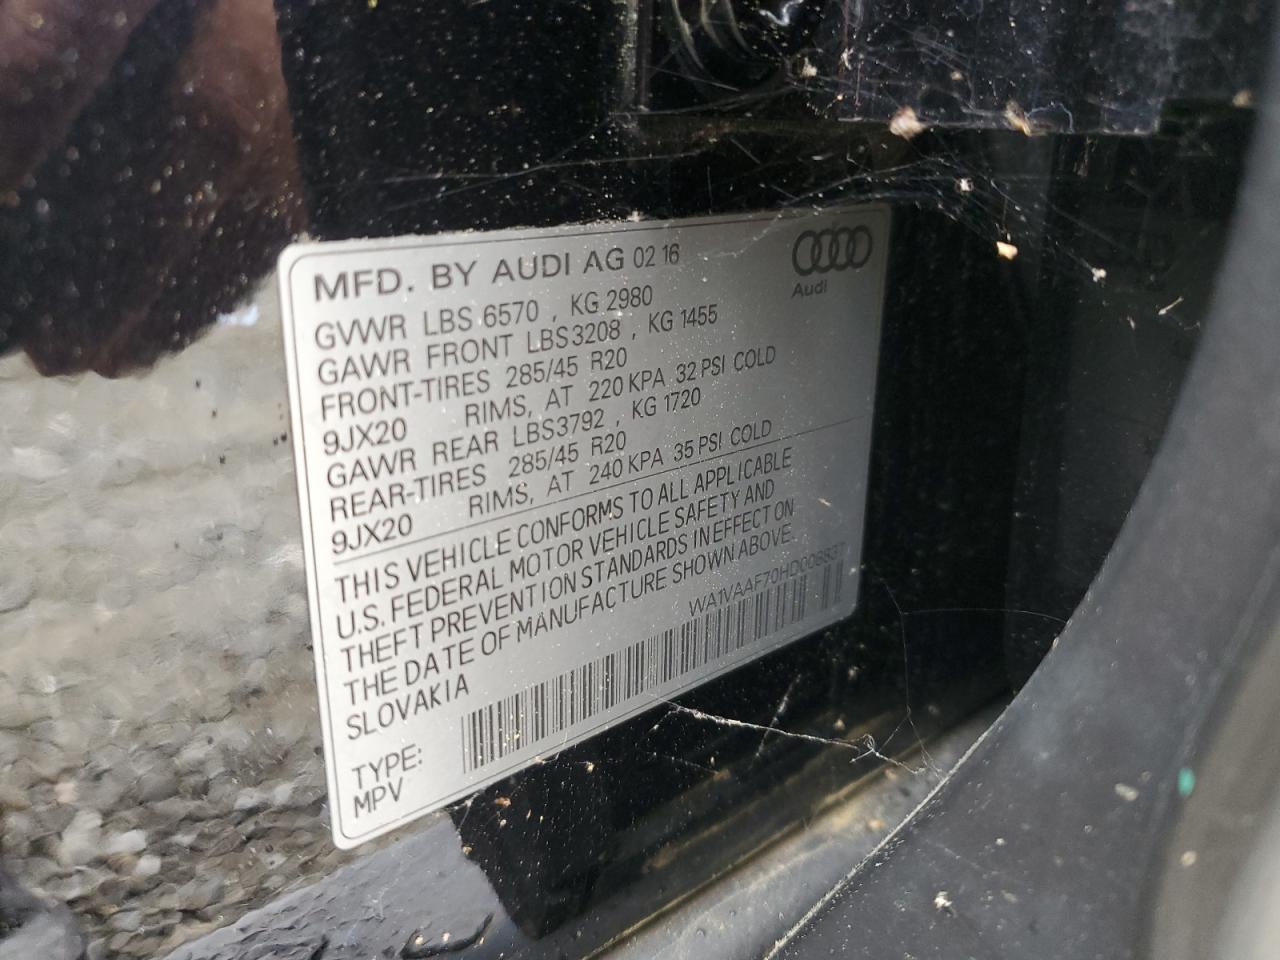 MFD. BY AUDI AG 02 16
Audi
GVWR LBS 6570 , KG 2980
GAWR FRONT LBS 3208 , KG 1455
FRONT-TIRES 285/45 R20
9JX20 RIMS, AT 220 KPA 32 PSI COLD
GAWR REAR LBS3792 , KG 1720
REAR-TIRES 285/45 R20
9JX20 RIMS, AT 240 KPA 35 PSI COLD
THIS VEHICLE CONFORMS TO ALL APPLICABLE
U.S. FEDERAL MOTOR VEHICLE SAFETY AND
THEFT PREVENTION STANDARDS IN EFFECT ON
THE DATE OF MANUFACTURE SHOWN ABOVE.
SLOVAKIA
TYPE:
MPV